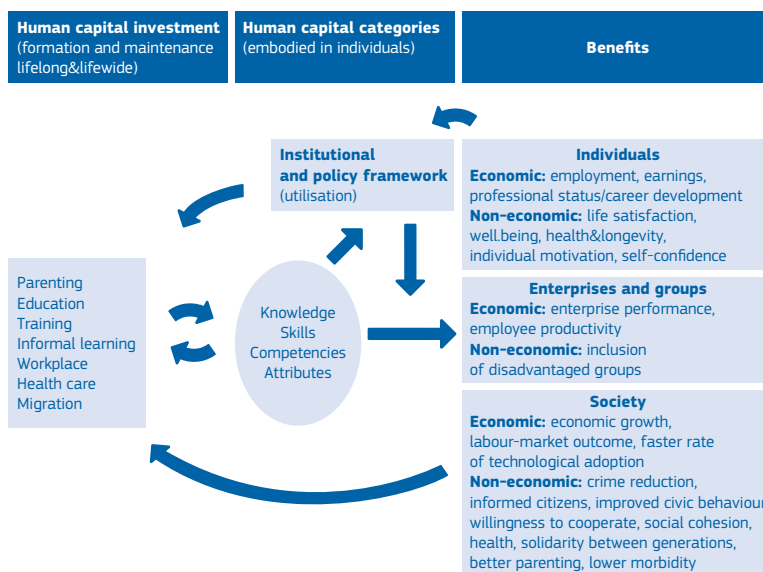 Human capital investment
(formation and maintenance
lifelong&lifewide)
Human capital categories
(embodied in individuals)
Benefits
Institutional
and policy framework
(utilisation)
Parenting
Education
Training
Informal learning
Workplace
Health care
Migration
Knowledge
Skills
Competencies
Attributes
Individuals
Economic: employment, earnings,
professional status/career development
Non-economic: life satisfaction,
well.being, health&longevity,
individual motivation, self-confidence
Enterprises and groups
Economic: enterprise performance,
employee productivity
Non-economic: inclusion
of disadvantaged groups
Society
Economic: economic growth,
labour-market outcome, faster rate
of technological adoption
Non-economic: crime reduction,
informed citizens, improved civic behaviour
willingness to cooperate, social cohesion,
health, solidarity between generations,
better parenting, lower morbidity